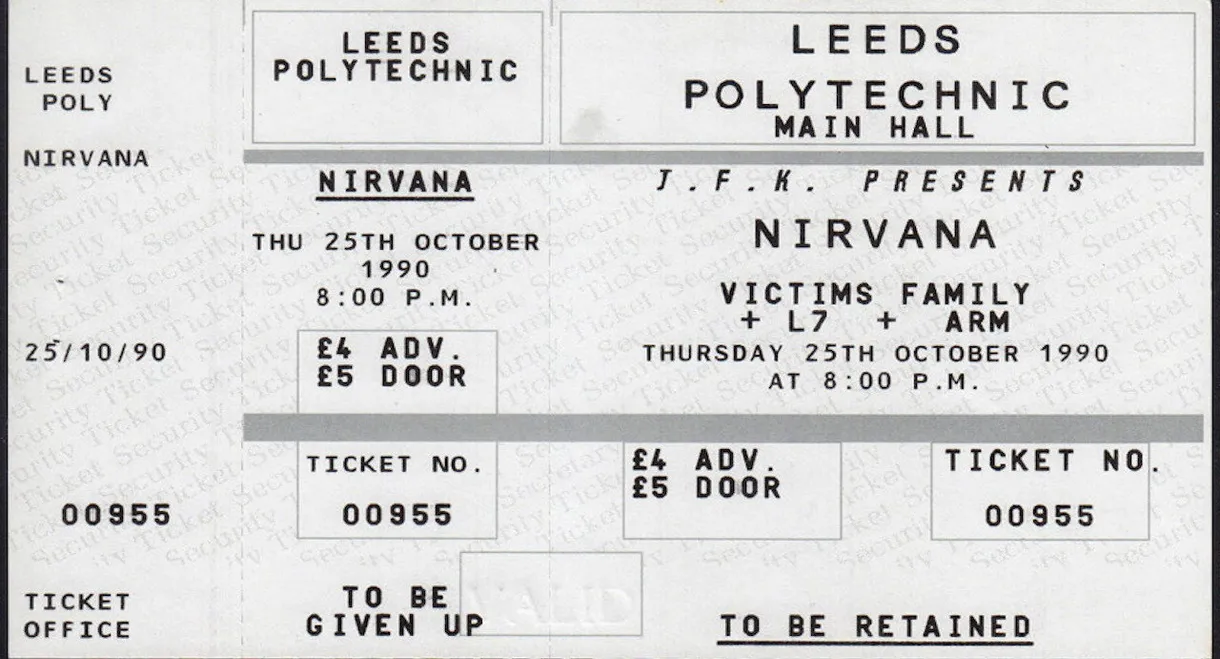 LEEDS
POLY
NIRVANA
25/10/90
00955
TICKET
OFFICE
LEEDS
POLYTECHNIC
NIRVANA
THU 25TH OCTOBER
1990
8:00 P.M.
£4 ADV.
£5 DOOR
TICKET NO.
00955
TO BE
GIVEN UP
VALID
LEEDS
POLYTECHNIC
MAIN HALL
J.F.K. PRESENTS
NIRVANA
VICTIMS FAMILY
+ L7 + ARM
THURSDAY 25TH OCTOBER 1990
AT 8:00 P.M.
£4 ADV.
£5 DOOR
TICKET NO.
00955
TO BE RETAINED